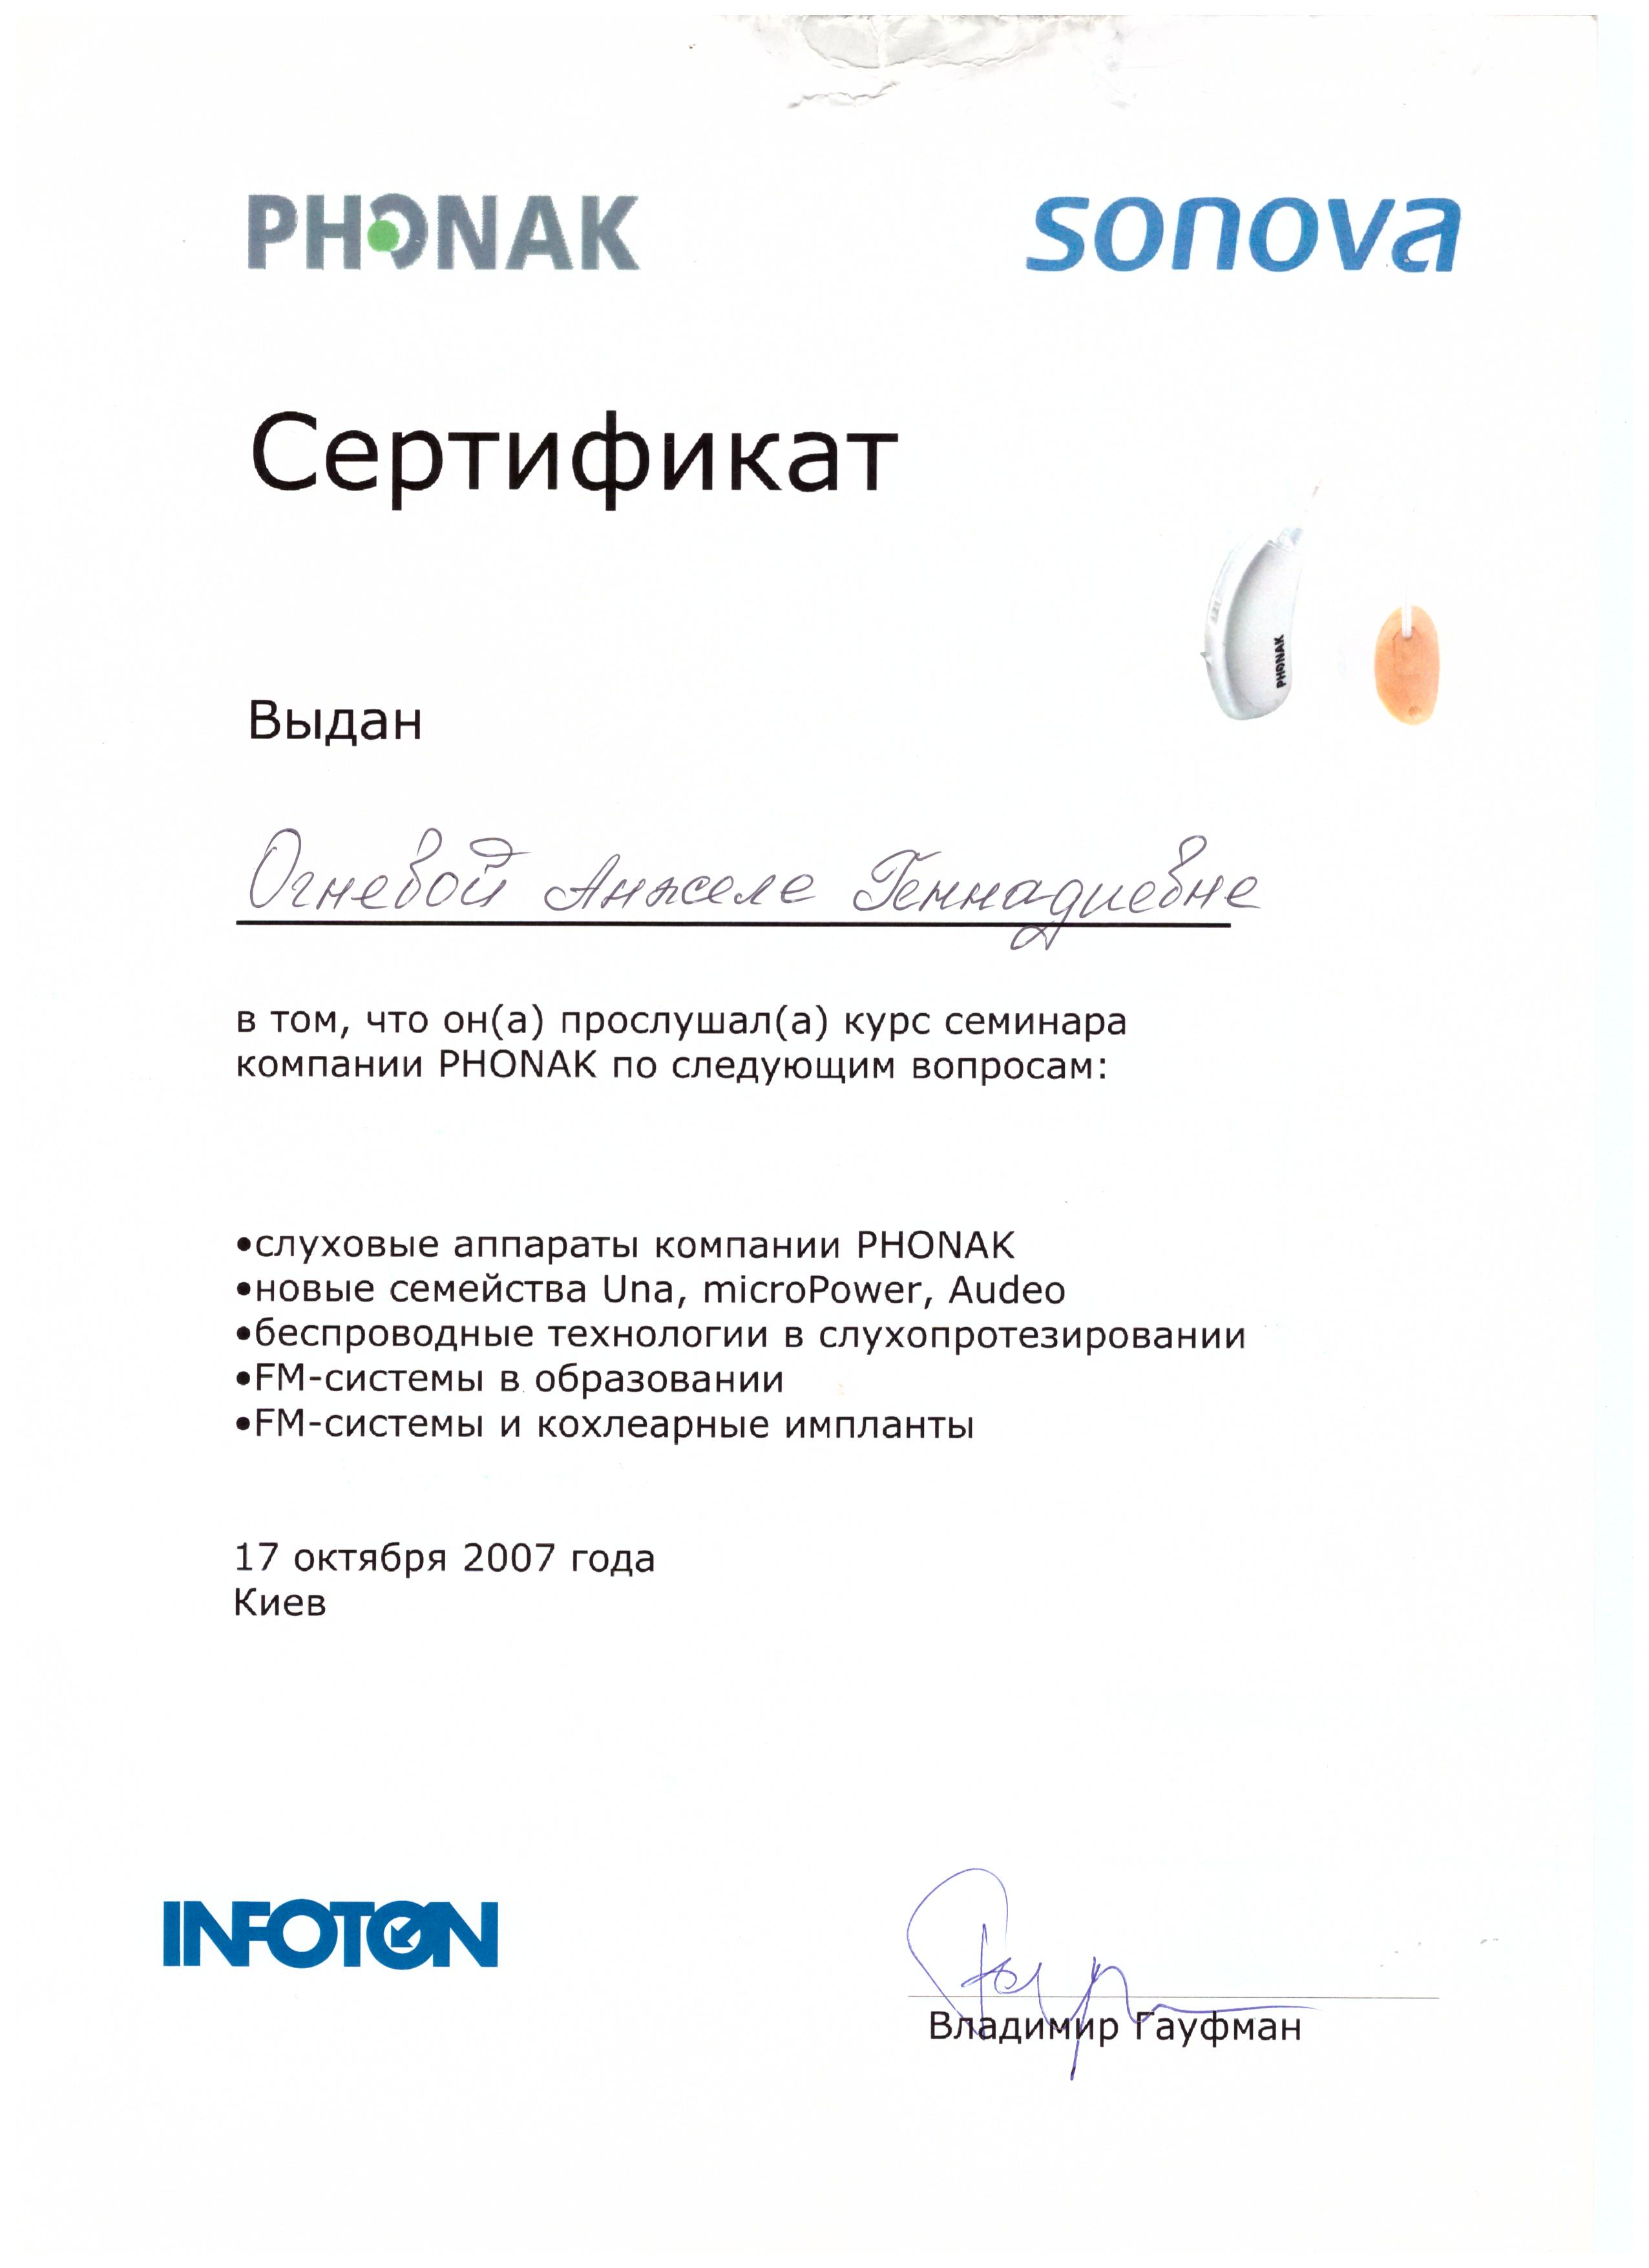 PHONAK
sonova
Сертификат
PHONAK
Выдан
Огневой Анжеле Геннадиевне
в том, что он(а) прослушал(а) курс семинара
компании PHONAK по следующим вопросам:
•слуховые аппараты компании PHONAK
•новые семейства Una, microPower, Audeo
•беспроводные технологии в слухопротезировании
•FM-системы в образовании
•FM-системы и кохлеарные импланты
17 октября 2007 года
Киев
INFOTON
Владимир Гауфман